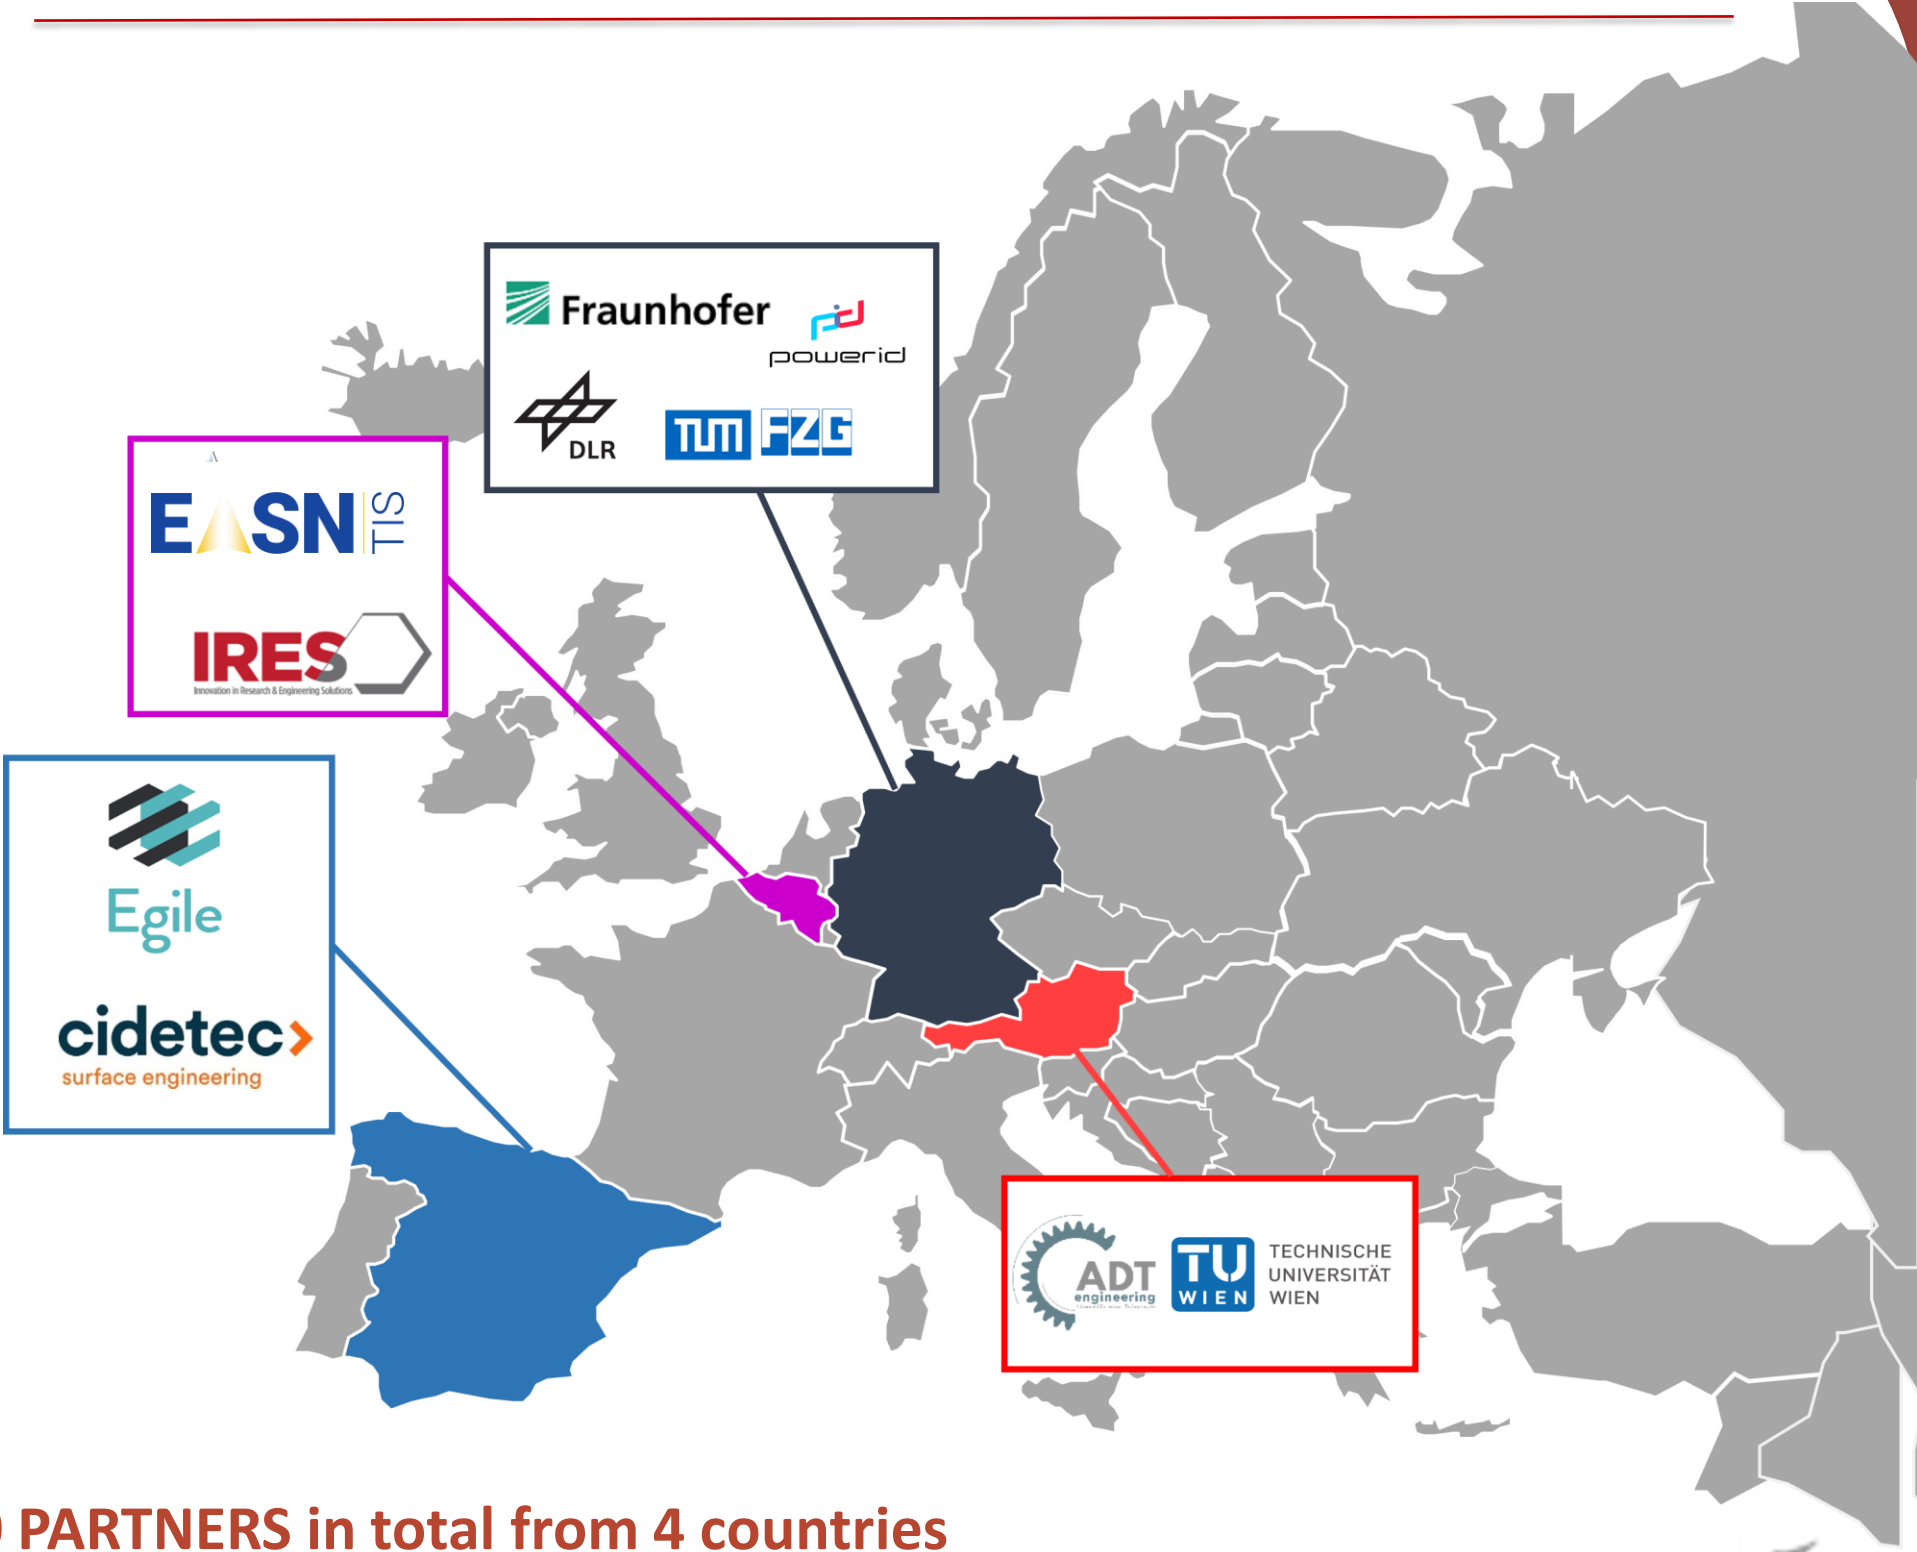 Fraunhofer
powerid
DLR
TUM FZG
EASN TIS
IRES
Innovation in Research & Engineering Solutions
Egile
cidetec
surface engineering
ADT
engineering
TU
WIEN
TECHNISCHE
UNIVERSITÄT
WIEN
PARTNERS in total from 4 countries